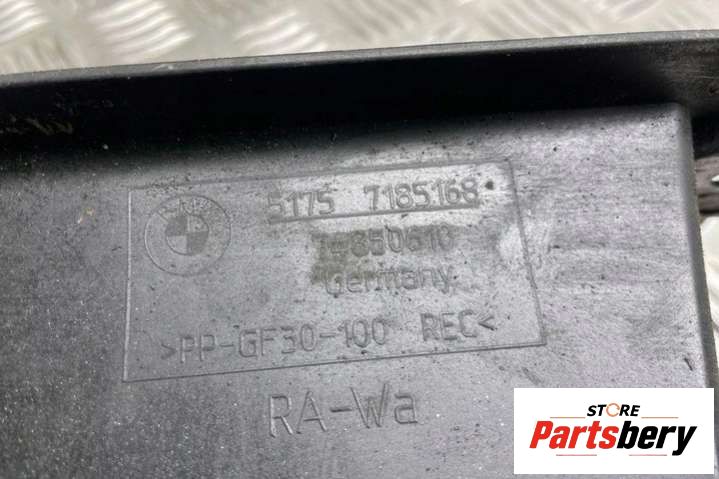 5175 7185168
Germany
>PP-GF30-100 REC<
RA-Wa
STORE
Partsbery